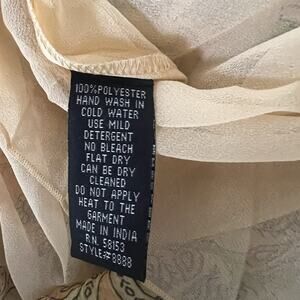 100%POLYESTER
HAND WASH IN
COLD WATER
USE MILD
DETERGENT
NO BLEACH
FLAT DRY
CAN BE DRY
CLEANED
DO NOT APPLY
HEAT TO THE
GARMENT
MADE IN INDIA
R.N. 58153
STYLE#8888